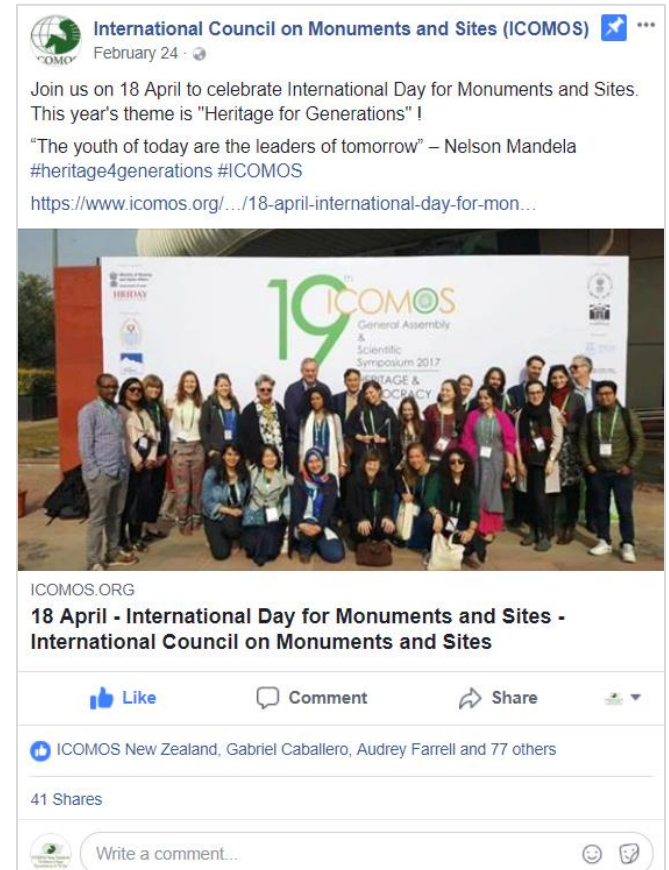 International Council on Monuments and Sites (ICOMOS)
February 24 ·
Join us on 18 April to celebrate International Day for Monuments and Sites.
This year's theme is "Heritage for Generations" !
“The youth of today are the leaders of tomorrow” – Nelson Mandela
#heritage4generations #ICOMOS
https://www.icomos.org/…/18-april-international-day-for-mon…
HRIDAY
19th
ICOMOS
General Assembly
&
Scientific
Symposium 2017
HERITAGE &
ICOMOS.ORG
18 April - International Day for Monuments and Sites -
International Council on Monuments and Sites
Like Comment Share
ICOMOS New Zealand, Gabriel Caballero, Audrey Farrell and 77 others
41 Shares
Write a comment...